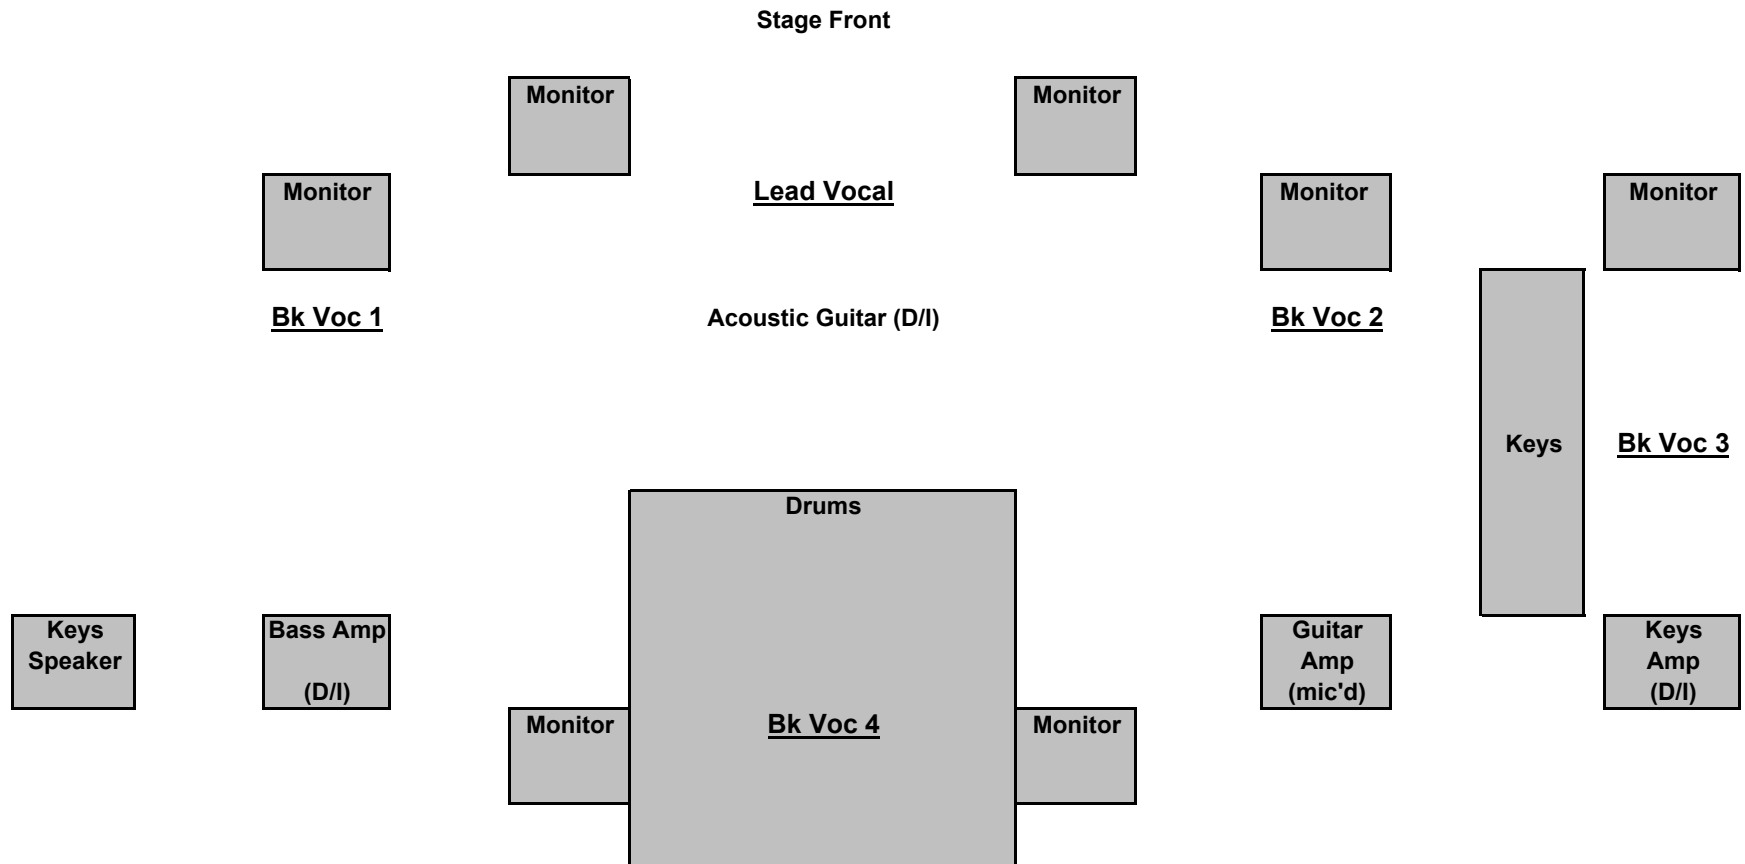 Stage Front
Monitor
Monitor
Monitor
Lead Vocal
Monitor
Monitor
Bk Voc 1
Acoustic Guitar (D/I)
Bk Voc 2
Keys
Bk Voc 3
Drums
Keys
Speaker
Bass Amp
(D/I)
Guitar
Amp
(mic'd)
Keys
Amp
(D/I)
Monitor
Bk Voc 4
Monitor